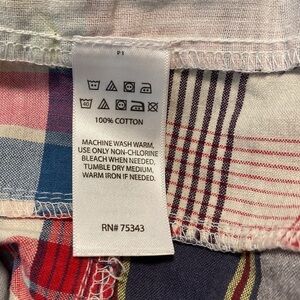 P1
40
100% COTTON
MACHINE WASH WARM,
USE ONLY NON-CHLORINE
BLEACH WHEN NEEDED.
TUMBLE DRY MEDIUM,
WARM IRON IF NEEDED.
RN# 75343